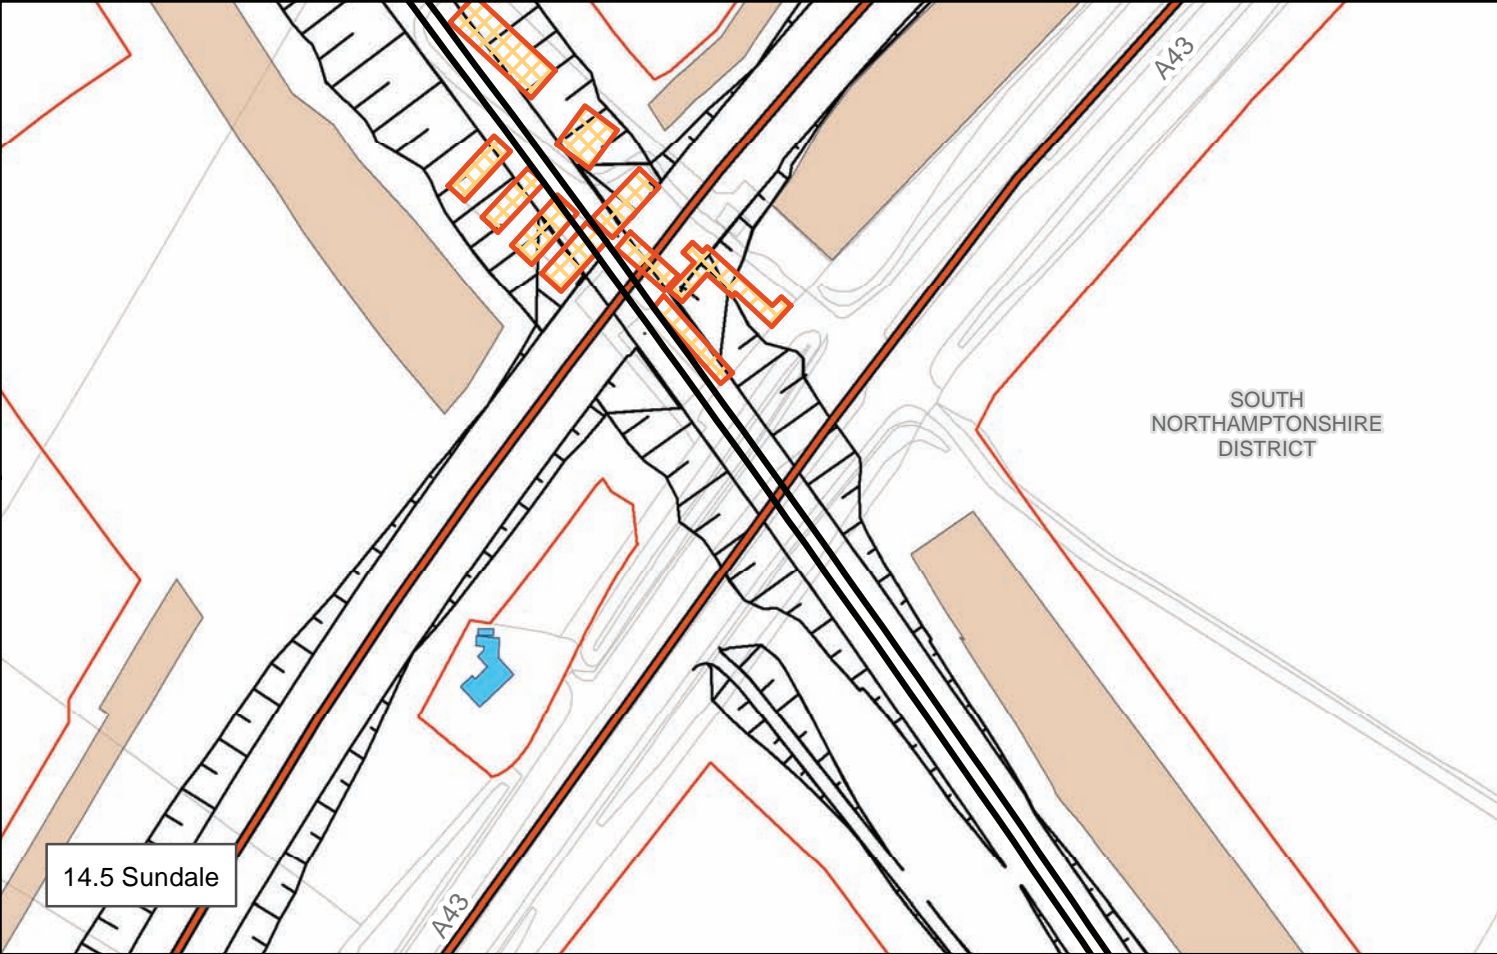 A43
SOUTH
NORTHAMPTONSHIRE
DISTRICT
14.5 Sundale
A43